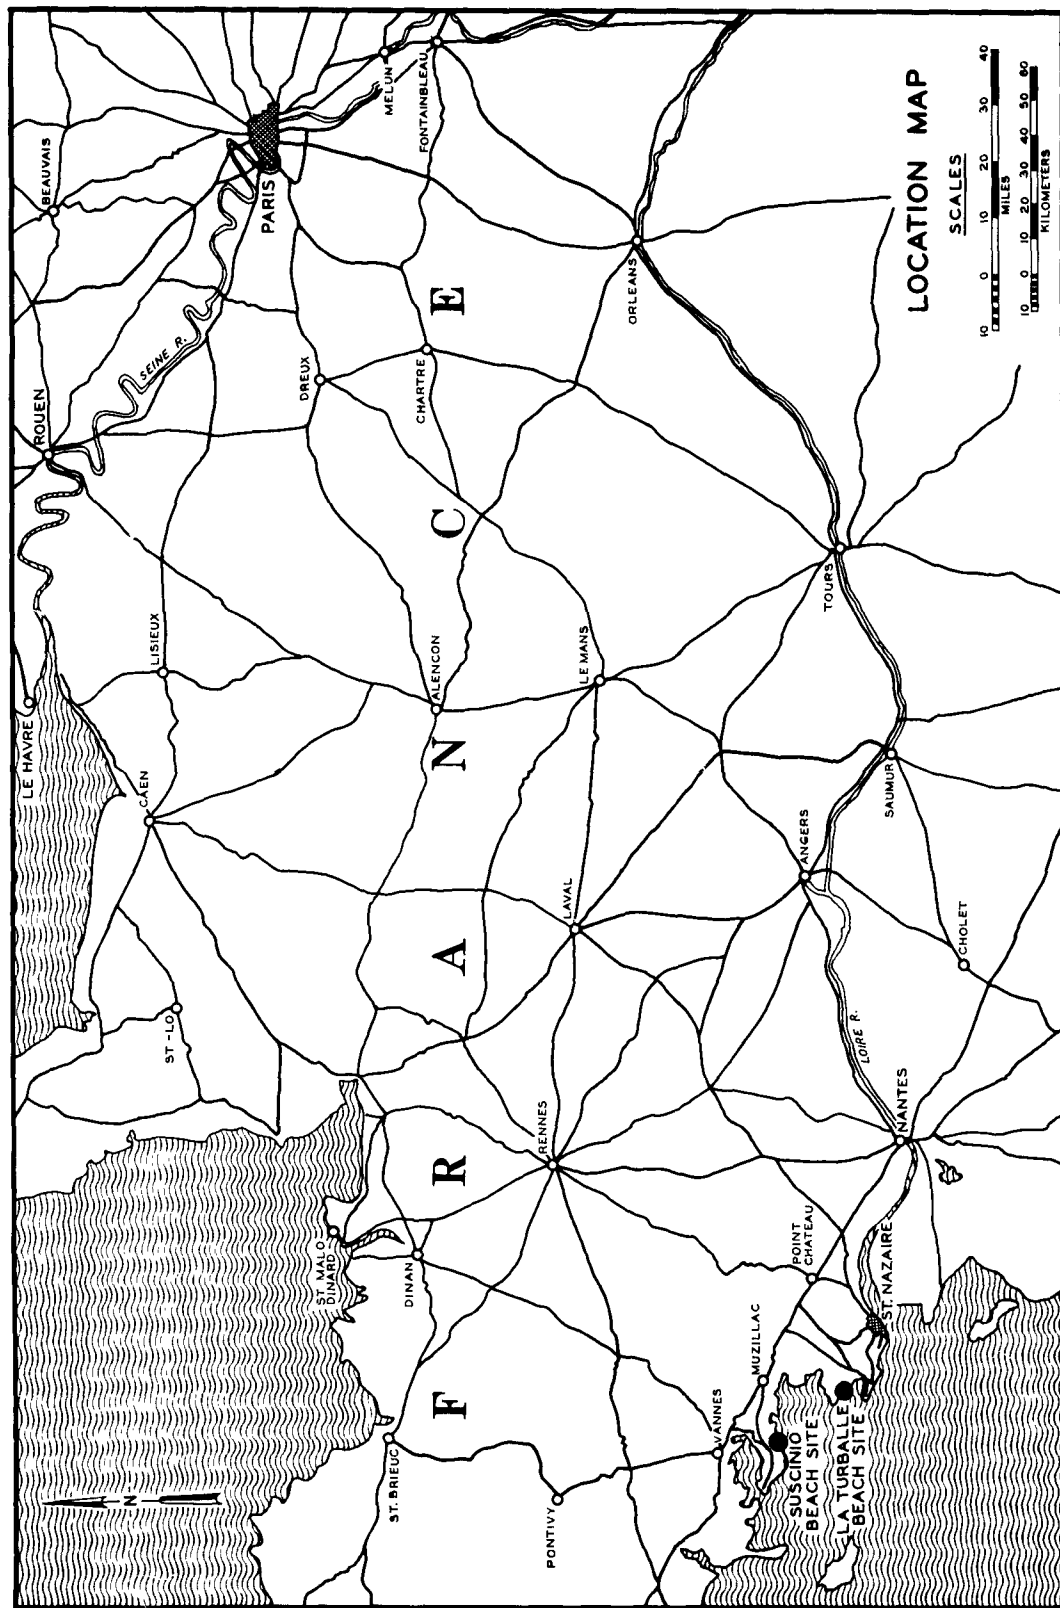 LE HAVRE
ROUEN
BEAUVAIS
SEINE R.
PARIS
MELUN
FONTAINBLEAU
CAEN
LISIEUX
ST-LO
DREUX
CHARTRE
ST. MALO
DINARD
DINAN
ST. BRIEUC
ALENCON
F R A N C E
PONTIVY
RENNES
LAVAL
LE MANS
ORLEANS
VANNES
MUZILLAC
POINT
CHATEAU
ANGERS
TOURS
SAUMUR
CHOLET
LOIRE R.
NANTES
ST. NAZAIRE
SUSCINIO
BEACH SITE
LA TURBALLE
BEACH SITE
N
LOCATION MAP
SCALES
10 0 10 20 30 40
MILES
10 0 10 20 30 40 50 60
KILOMETERS